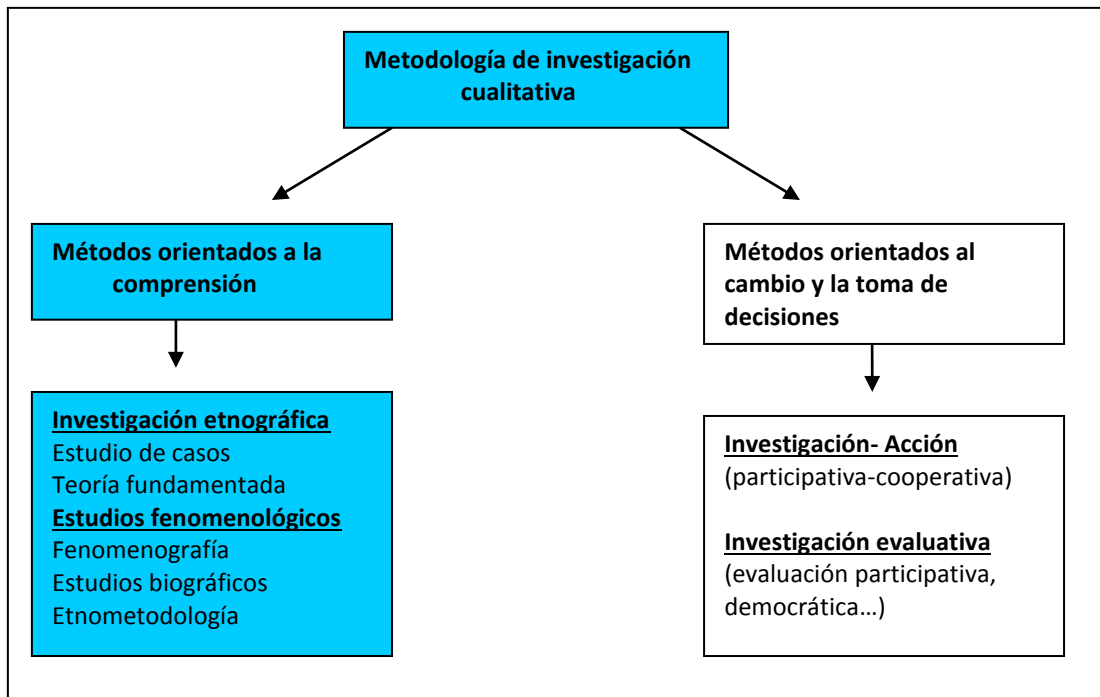 Metodología de investigación
cualitativa
Métodos orientados a la
comprensión
Investigación etnográfica
Estudio de casos
Teoría fundamentada
Estudios fenomenológicos
Fenomenografía
Estudios biográficos
Etnometodología
Métodos orientados al
cambio y la toma de
decisiones
Investigación- Acción
(participativa-cooperativa)
Investigación evaluativa
(evaluación participativa,
democrática…)